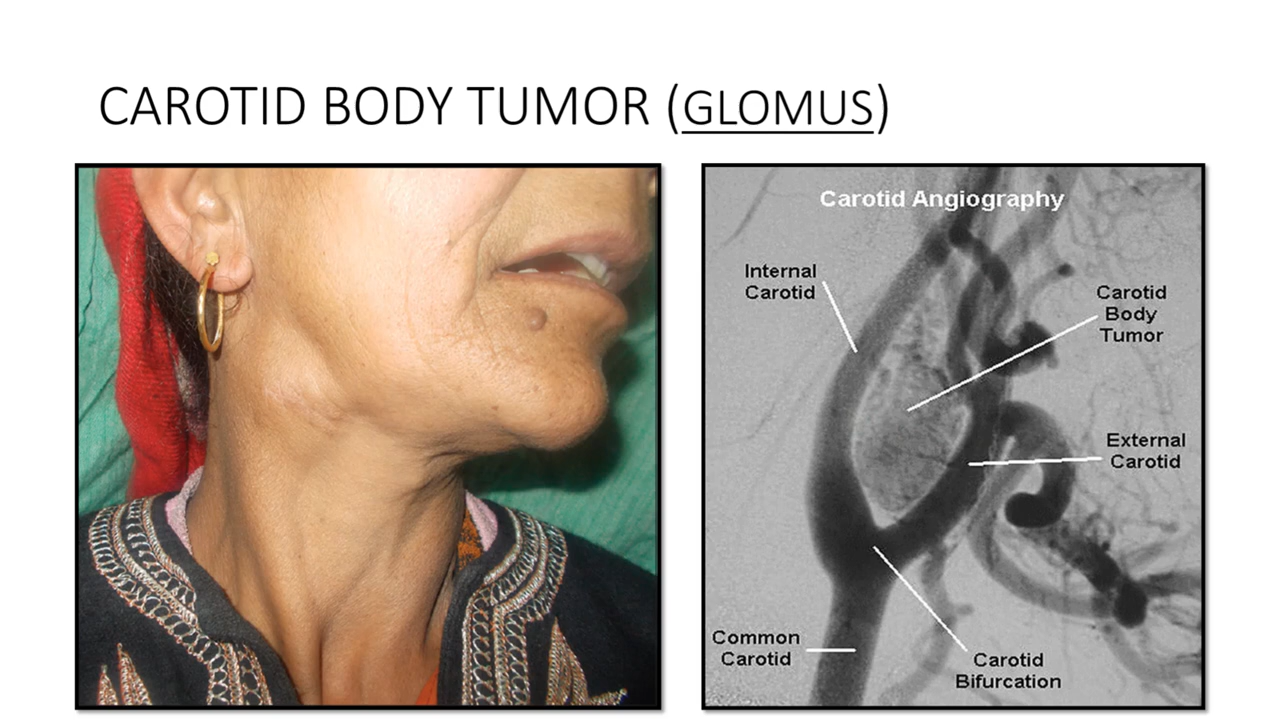 CAROTID BODY TUMOR (GLOMUS)
Carotid Angiography
Internal
Carotid
Carotid
Body
Tumor
External
Carotid
Common
Carotid
Carotid
Bifurcation